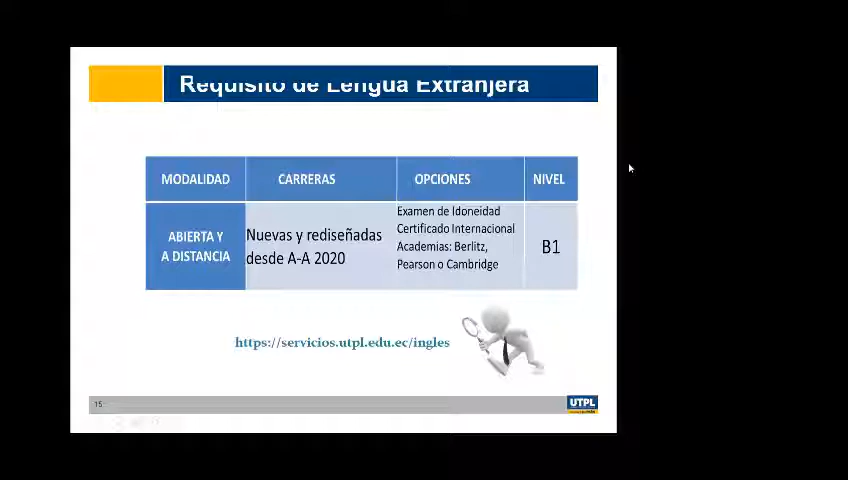 Requisito de Lengua Extranjera
MODALIDAD CARRERAS OPCIONES NIVEL
ABIERTA Y
A DISTANCIA
Nuevas y rediseñadas
desde A-A 2020
Examen de Idoneidad
Certificado Internacional
Academias: Berlitz,
Pearson o Cambridge
B1
https://servicios.utpl.edu.ec/ingles
15
UTPL